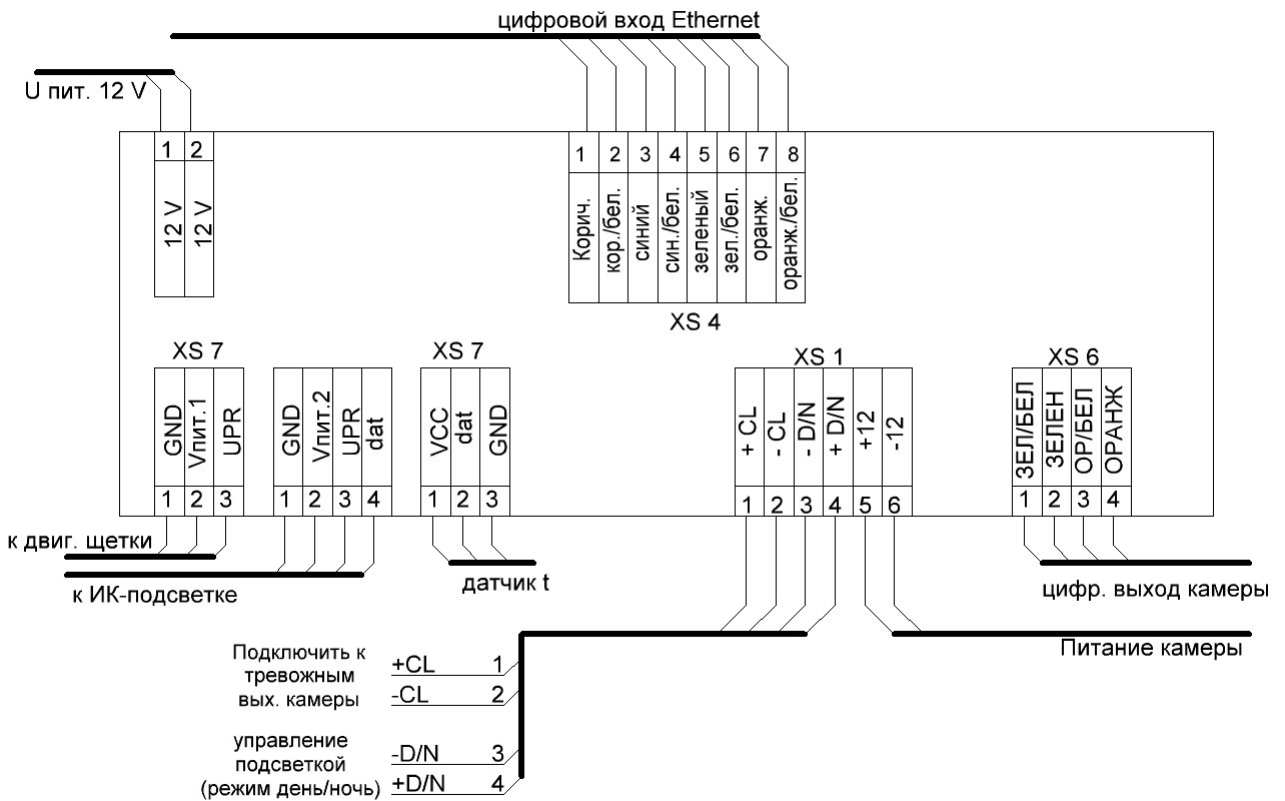 цифровой вход Ethernet
U пит. 12 V
1 2
12 V
12 V
1 2 3 4 5 6 7 8
Корич.
кор./бел.
синий
син./бел.
зеленый
зел./бел.
оранж.
оранж./бел.
XS 4
XS 7
GND
Vпит.1
UPR
1 2 3
GND
Vпит.2
UPR
dat
1 2 3 4
XS 7
VCC
dat
GND
1 2 3
XS 1
+ CL
- CL
- D/N
+ D/N
+12
-12
1 2 3 4 5 6
XS 6
ЗЕЛ/БЕЛ
ЗЕЛЕН
ОР/БЕЛ
ОРАНЖ
1 2 3 4
к двиг. щетки
к ИК-подсветке
датчик t
цифр. выход камеры
Питание камеры
Подключить к
тревожным
вых. камеры
+CL 1
-CL 2
управление
подсветкой
(режим день/ночь)
-D/N 3
+D/N 4